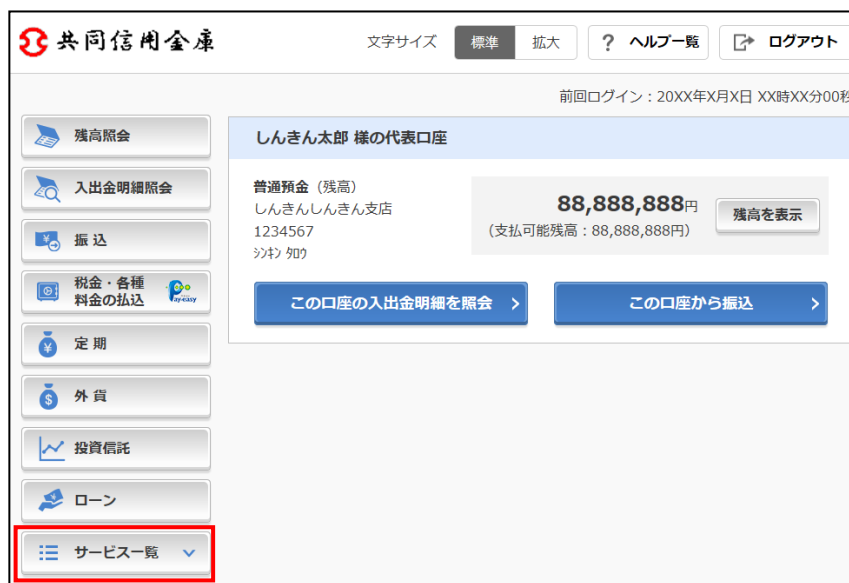 共同信用金庫
文字サイズ 標準 拡大 ? ヘルプ一覧 ログアウト
前回ログイン：20XX年X月X日 XX時XX分00秒
残高照会
入出金明細照会
振込
税金・各種
料金の払込
Pay-easy
定期
外貨
投資信託
ローン
サービス一覧
しんきん太郎 様の代表口座
普通預金（残高）
しんきんしんきん支店
1234567
ｼﾝｷﾝ ﾀﾛｳ
88,888,888円
（支払可能残高：88,888,888円）
残高を表示
この口座の入出金明細を照会
この口座から振込